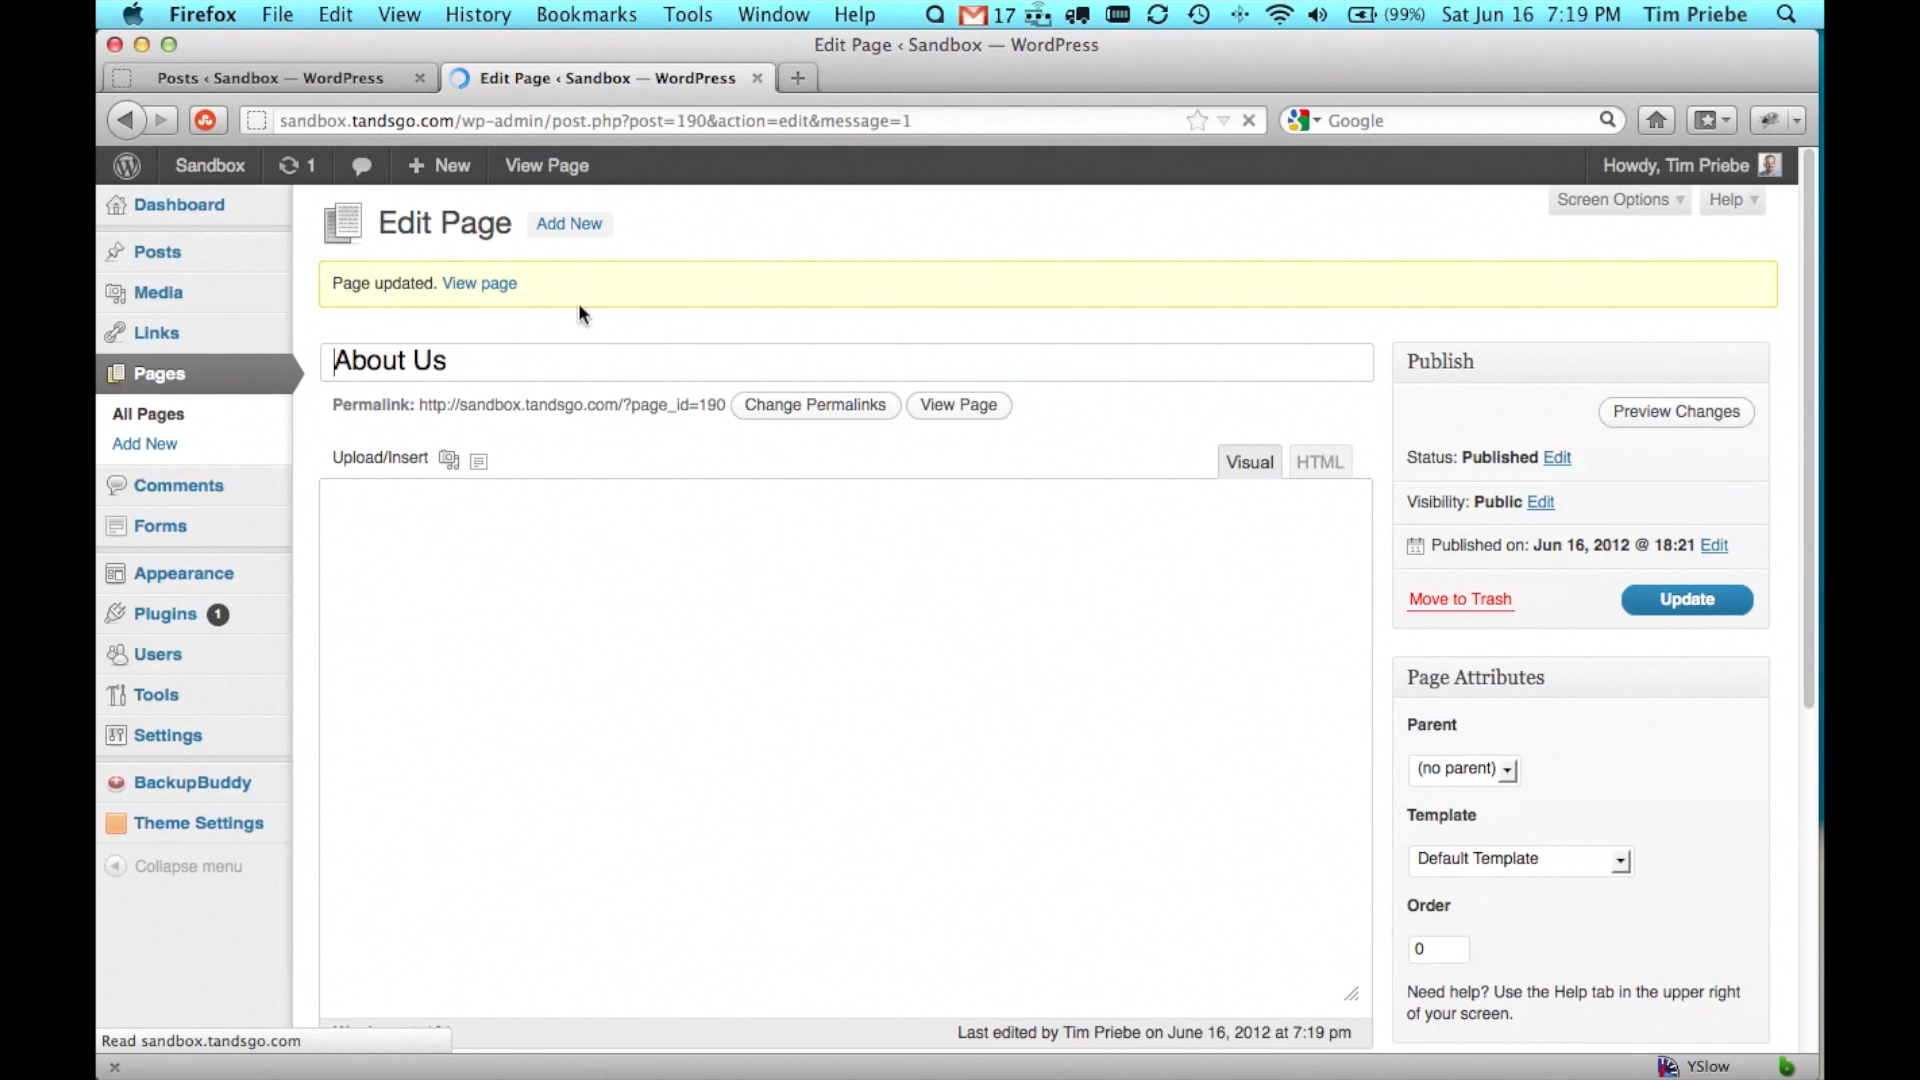 Firefox File Edit View History Bookmarks Tools Window Help 17 (99%) Sat Jun 16 7:19 PM Tim Priebe
Edit Page ‹ Sandbox — WordPress
Posts ‹ Sandbox — WordPress Edit Page ‹ Sandbox — WordPress
sandbox.tandsgo.com/wp-admin/post.php?post=190&action=edit&message=1 Google
Sandbox 1 + New View Page Howdy, Tim Priebe
Screen Options Help
Edit Page Add New
Page updated. View page
About Us
Permalink: http://sandbox.tandsgo.com/?page_id=190 Change Permalinks View Page
Upload/Insert Visual HTML
Last edited by Tim Priebe on June 16, 2012 at 7:19 pm
Dashboard
Posts
Media
Links
Pages
All Pages
Add New
Comments
Forms
Appearance
Plugins 1
Users
Tools
Settings
BackupBuddy
Theme Settings
Collapse menu
Publish
Preview Changes
Status: Published Edit
Visibility: Public Edit
Published on: Jun 16, 2012 @ 18:21 Edit
Move to Trash Update
Page Attributes
Parent
(no parent)
Template
Default Template
Order
0
Need help? Use the Help tab in the upper right
of your screen.
Read sandbox.tandsgo.com
YSlow